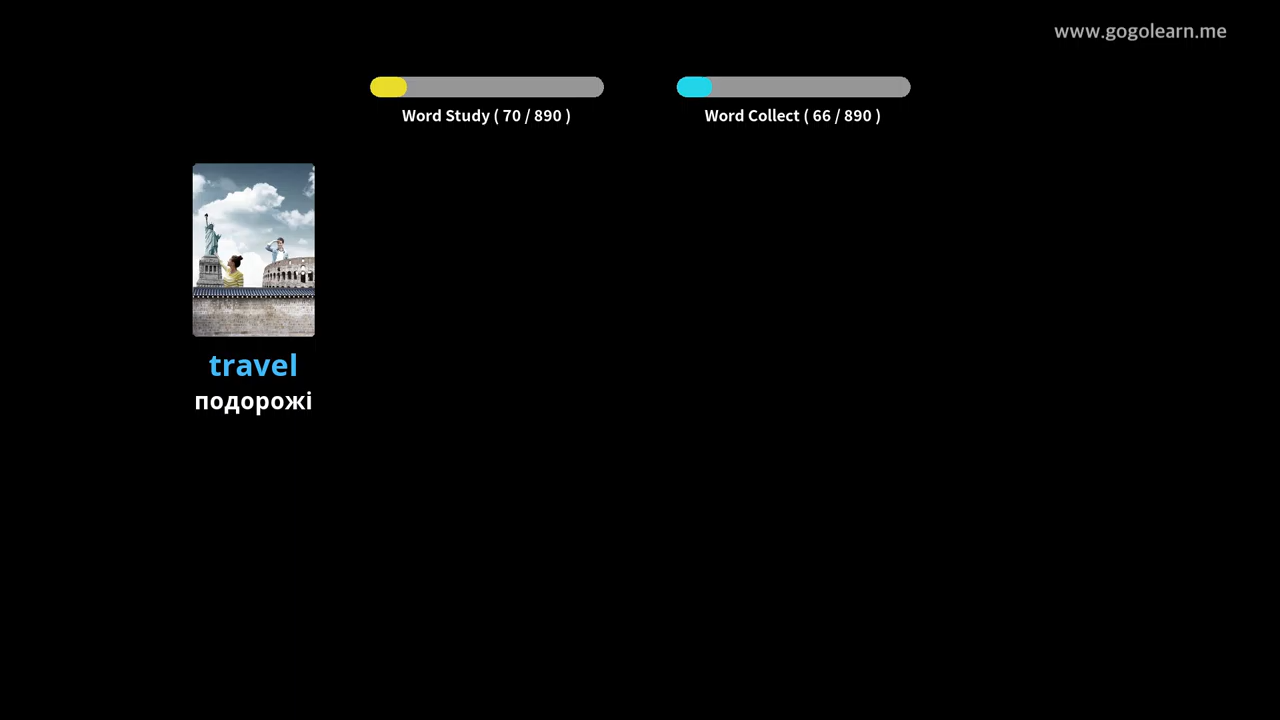 www.gogolearn.me
Word Study ( 70 / 890 )
Word Collect ( 66 / 890 )
travel
подорожі